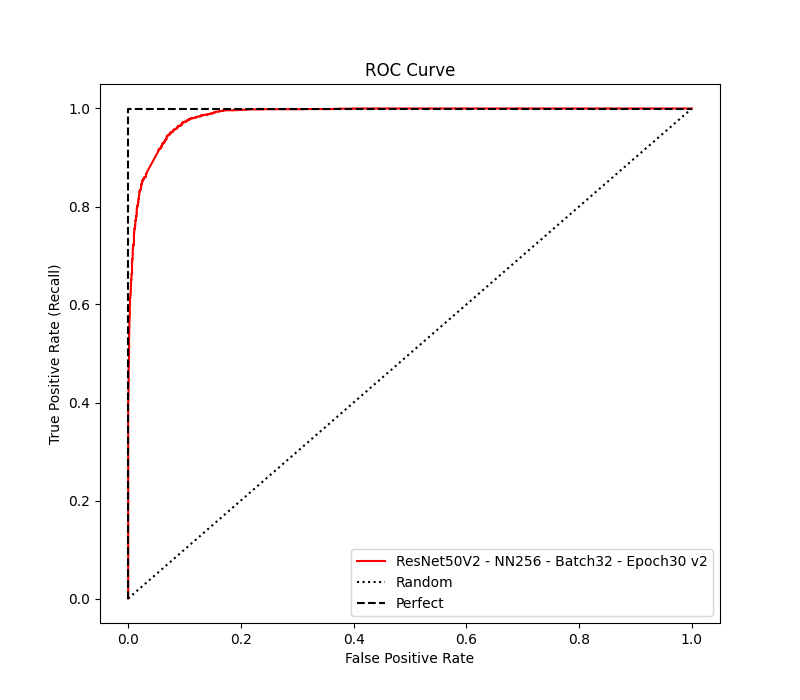 ROC Curve
True Positive Rate (Recall)
1.0
0.8
0.6
0.4
0.2
0.0
ResNet50V2 - NN256 - Batch32 - Epoch30 v2
Random
Perfect
0.0 0.2 0.4 0.6 0.8 1.0
False Positive Rate